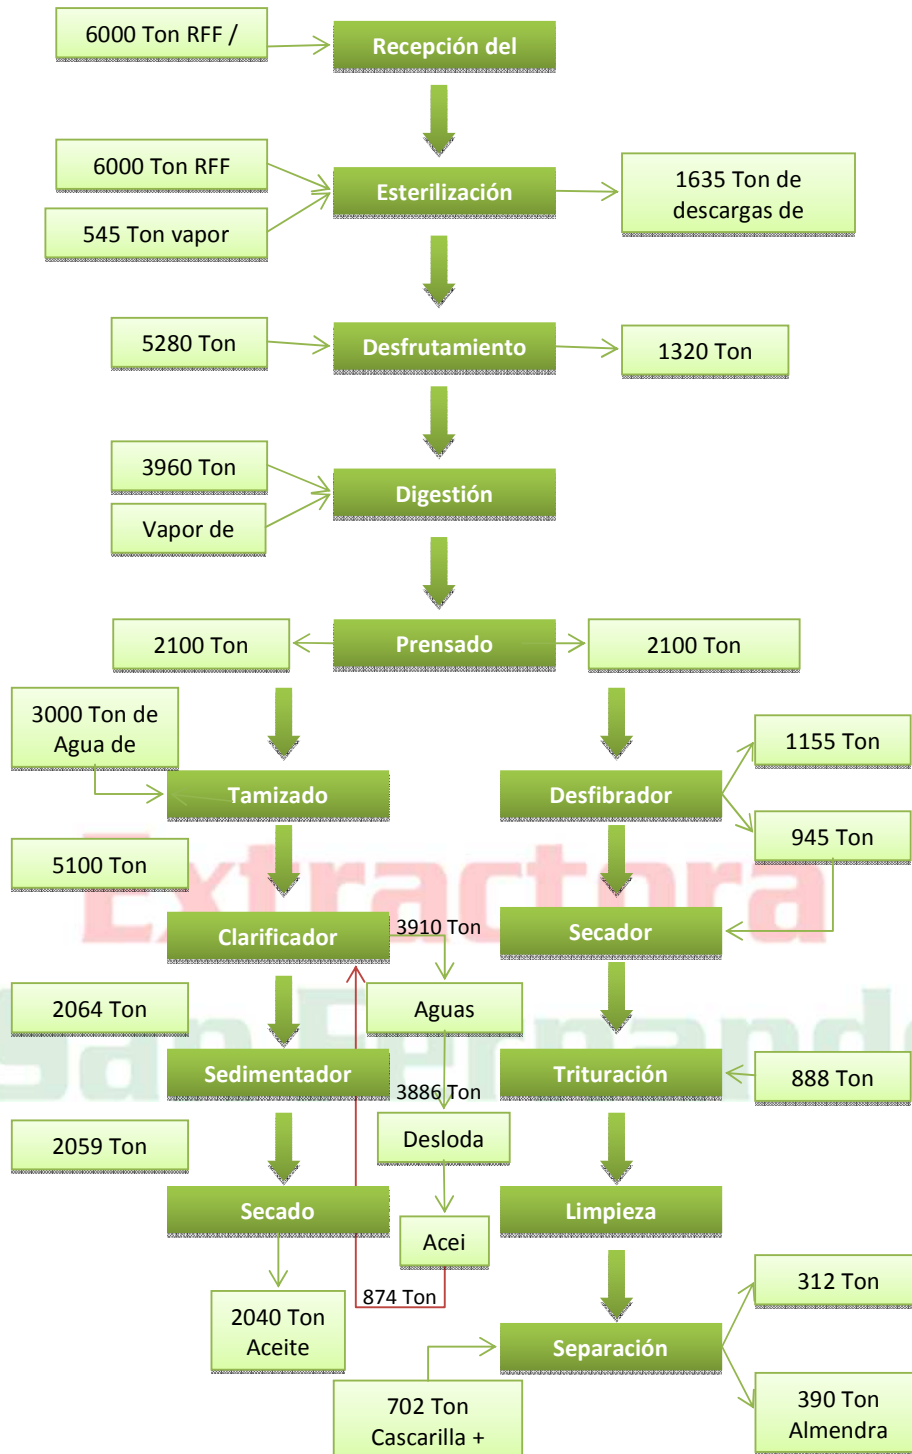 6000 Ton RFF /
Recepción del
6000 Ton RFF
545 Ton vapor
Esterilización
1635 Ton de
descargas de
5280 Ton
Desfrutamiento
1320 Ton
3960 Ton
Vapor de
Digestión
2100 Ton
Prensado
2100 Ton
3000 Ton de
Agua de
Tamizado
Desfibrador
1155 Ton
945 Ton
5100 Ton
Extractora
Clarificador
3910 Ton
Secador
2064 Ton
Aguas
San Fernando
Sedimentador
3886 Ton
Trituración
888 Ton
2059 Ton
Desloda
Secado
Acei
Limpieza
874 Ton
2040 Ton
Aceite
312 Ton
Separación
702 Ton
Cascarilla +
390 Ton
Almendra